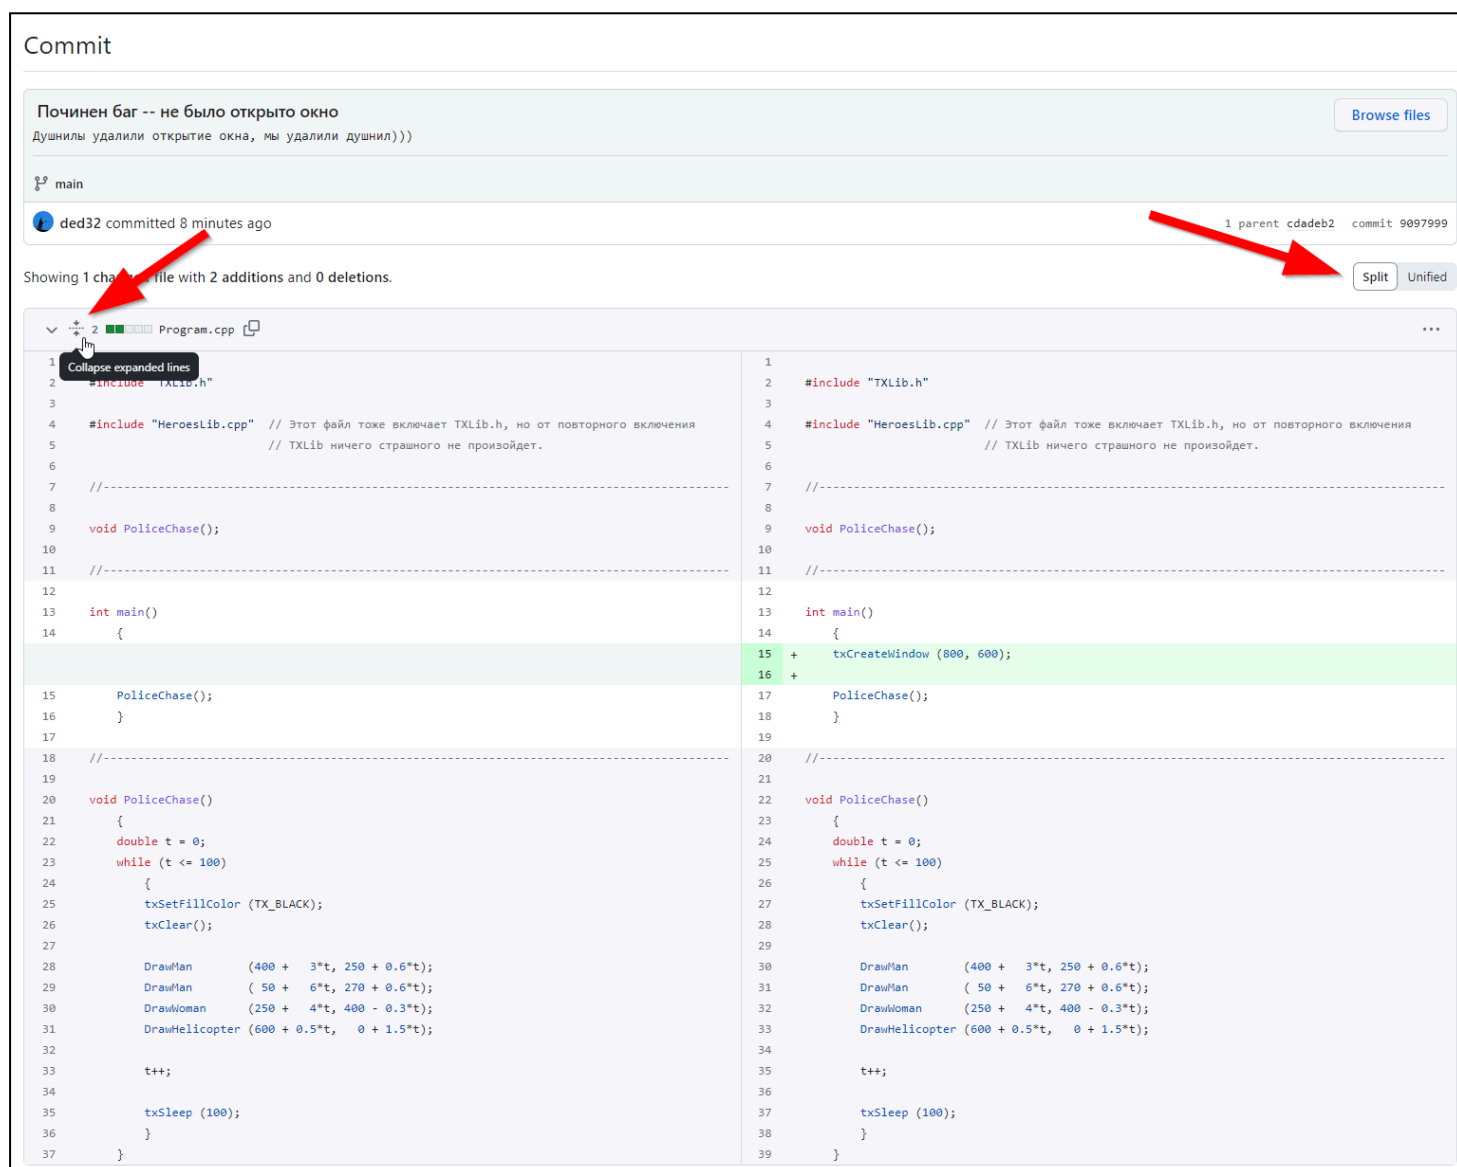 Commit
Починен баг -- не было открыто окно
Browse files
Душнилы удалили открытие окна, мы удалили душнил)))
main
ded32 committed 8 minutes ago
1 parent cdadeb2 commit 9097999
Showing 1 file with 2 additions and 0 deletions.
Split Unified
2 Program.cpp
Collapse expanded lines
1
2 #include "TXLib.h"
3
4 #include "HeroesLib.cpp" // Этот файл тоже включает TXLib.h, но от повторного включения
5 // TXLib ничего страшного не произойдет.
6
7 //-------------------------------------------------------------------------------------------
8
9 void PoliceChase();
10
11 //-------------------------------------------------------------------------------------------
12
13 int main()
14 {
15 PoliceChase();
16 }
17
18 //-------------------------------------------------------------------------------------------
19
20 void PoliceChase()
21 {
22 double t = 0;
23 while (t <= 100)
24 {
25 txSetFillColor (TX_BLACK);
26 txClear();
27
28 DrawMan (400 + 3*t, 250 + 0.6*t);
29 DrawMan ( 50 + 6*t, 270 + 0.6*t);
30 DrawWoman (250 + 4*t, 400 - 0.3*t);
31 DrawHelicopter (600 + 0.5*t, 0 + 1.5*t);
32
33 t++;
34
35 txSleep (100);
36 }
37 }
1
2 #include "TXLib.h"
3
4 #include "HeroesLib.cpp" // Этот файл тоже включает TXLib.h, но от повторного включения
5 // TXLib ничего страшного не произойдет.
6
7 //-------------------------------------------------------------------------------------------
8
9 void PoliceChase();
10
11 //-------------------------------------------------------------------------------------------
12
13 int main()
14 {
15 + txCreateWindow (800, 600);
16 +
17 PoliceChase();
18 }
19
20 //-------------------------------------------------------------------------------------------
21
22 void PoliceChase()
23 {
24 double t = 0;
25 while (t <= 100)
26 {
27 txSetFillColor (TX_BLACK);
28 txClear();
29
30 DrawMan (400 + 3*t, 250 + 0.6*t);
31 DrawMan ( 50 + 6*t, 270 + 0.6*t);
32 DrawWoman (250 + 4*t, 400 - 0.3*t);
33 DrawHelicopter (600 + 0.5*t, 0 + 1.5*t);
34
35 t++;
36
37 txSleep (100);
38 }
39 }